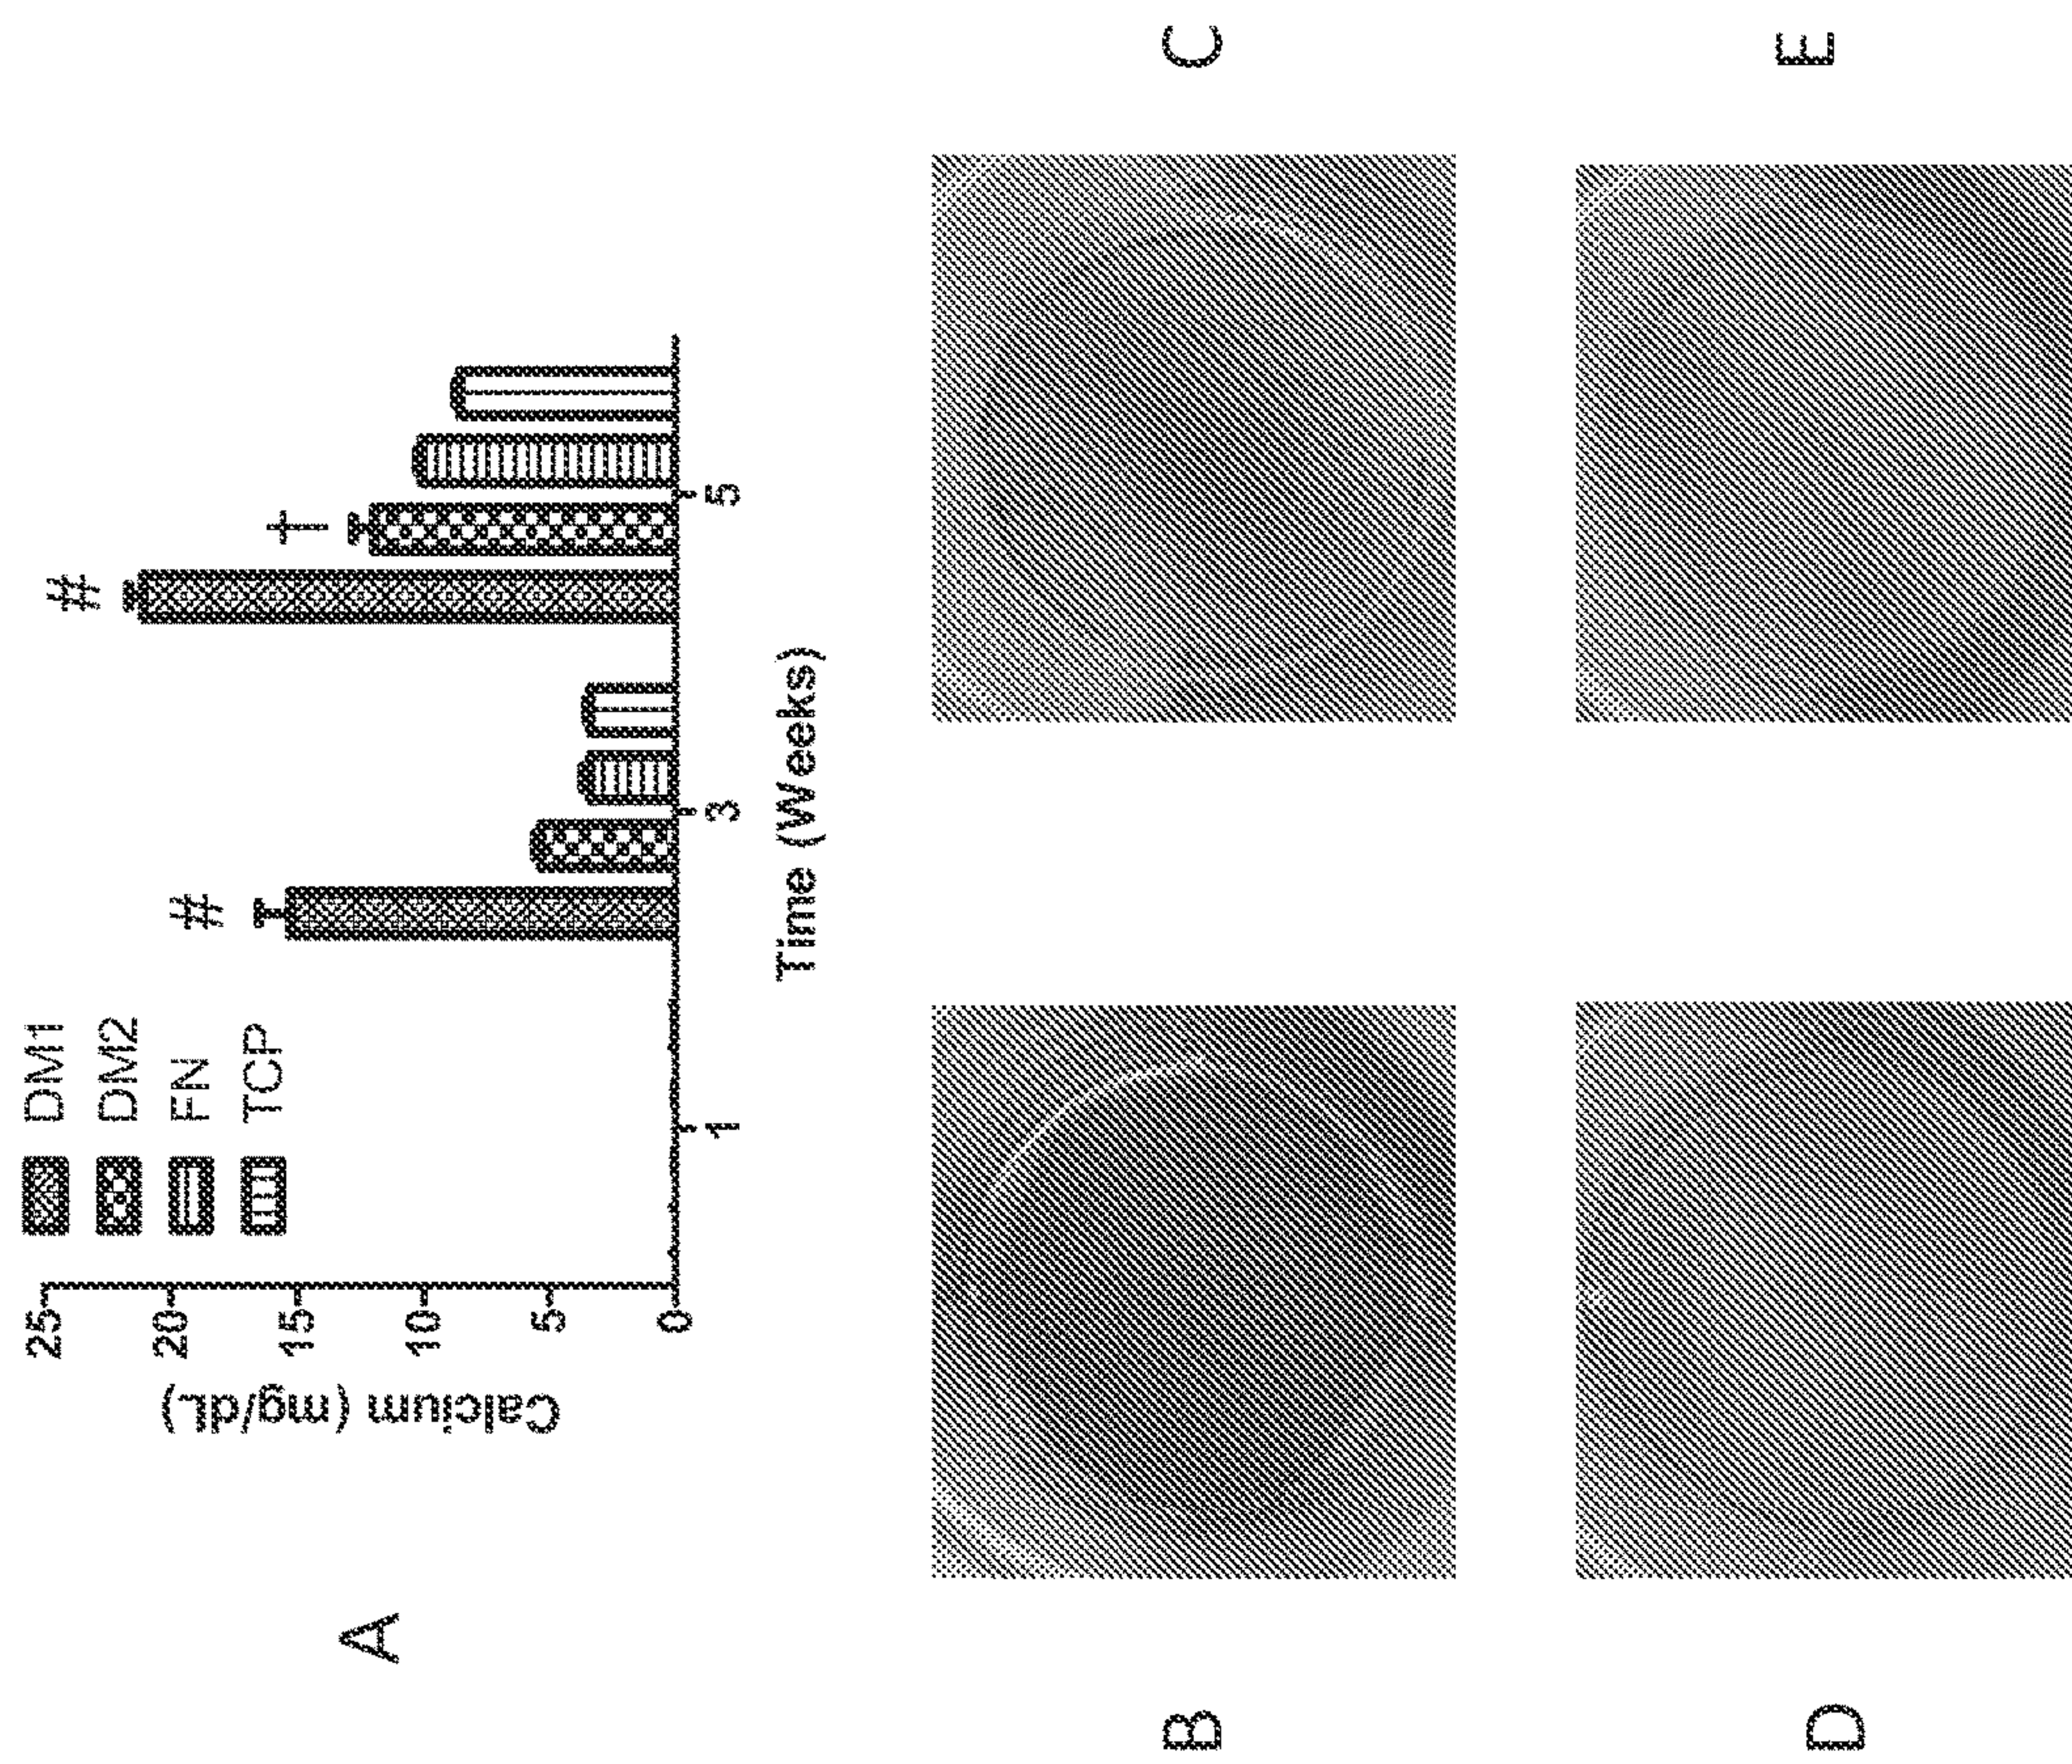 A
Calcium (mg/dL)
25
20
15
10
5
0
DM1
DM2
FN
TCP
#
#
†
1
3
5
Time (Weeks)
B
C
D
E